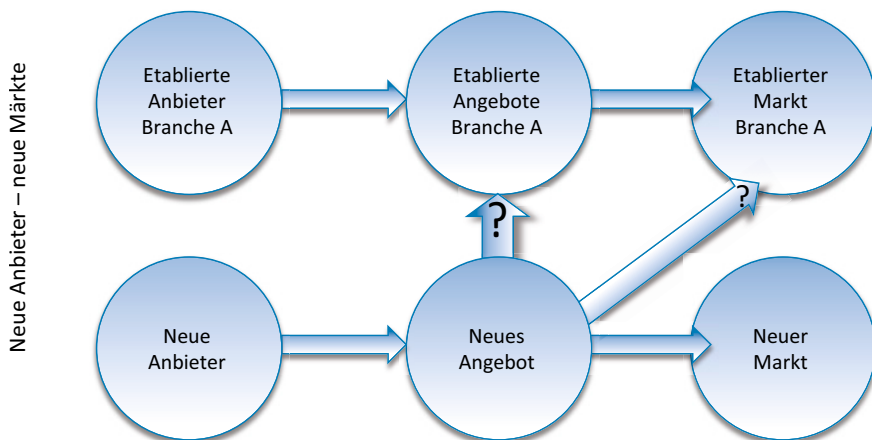 Neue Anbieter – neue Märkte
Etablierte
Anbieter
Branche A
Etablierte
Angebote
Branche A
Etablierter
Markt
Branche A
?
?
Neue
Anbieter
Neues
Angebot
Neuer
Markt